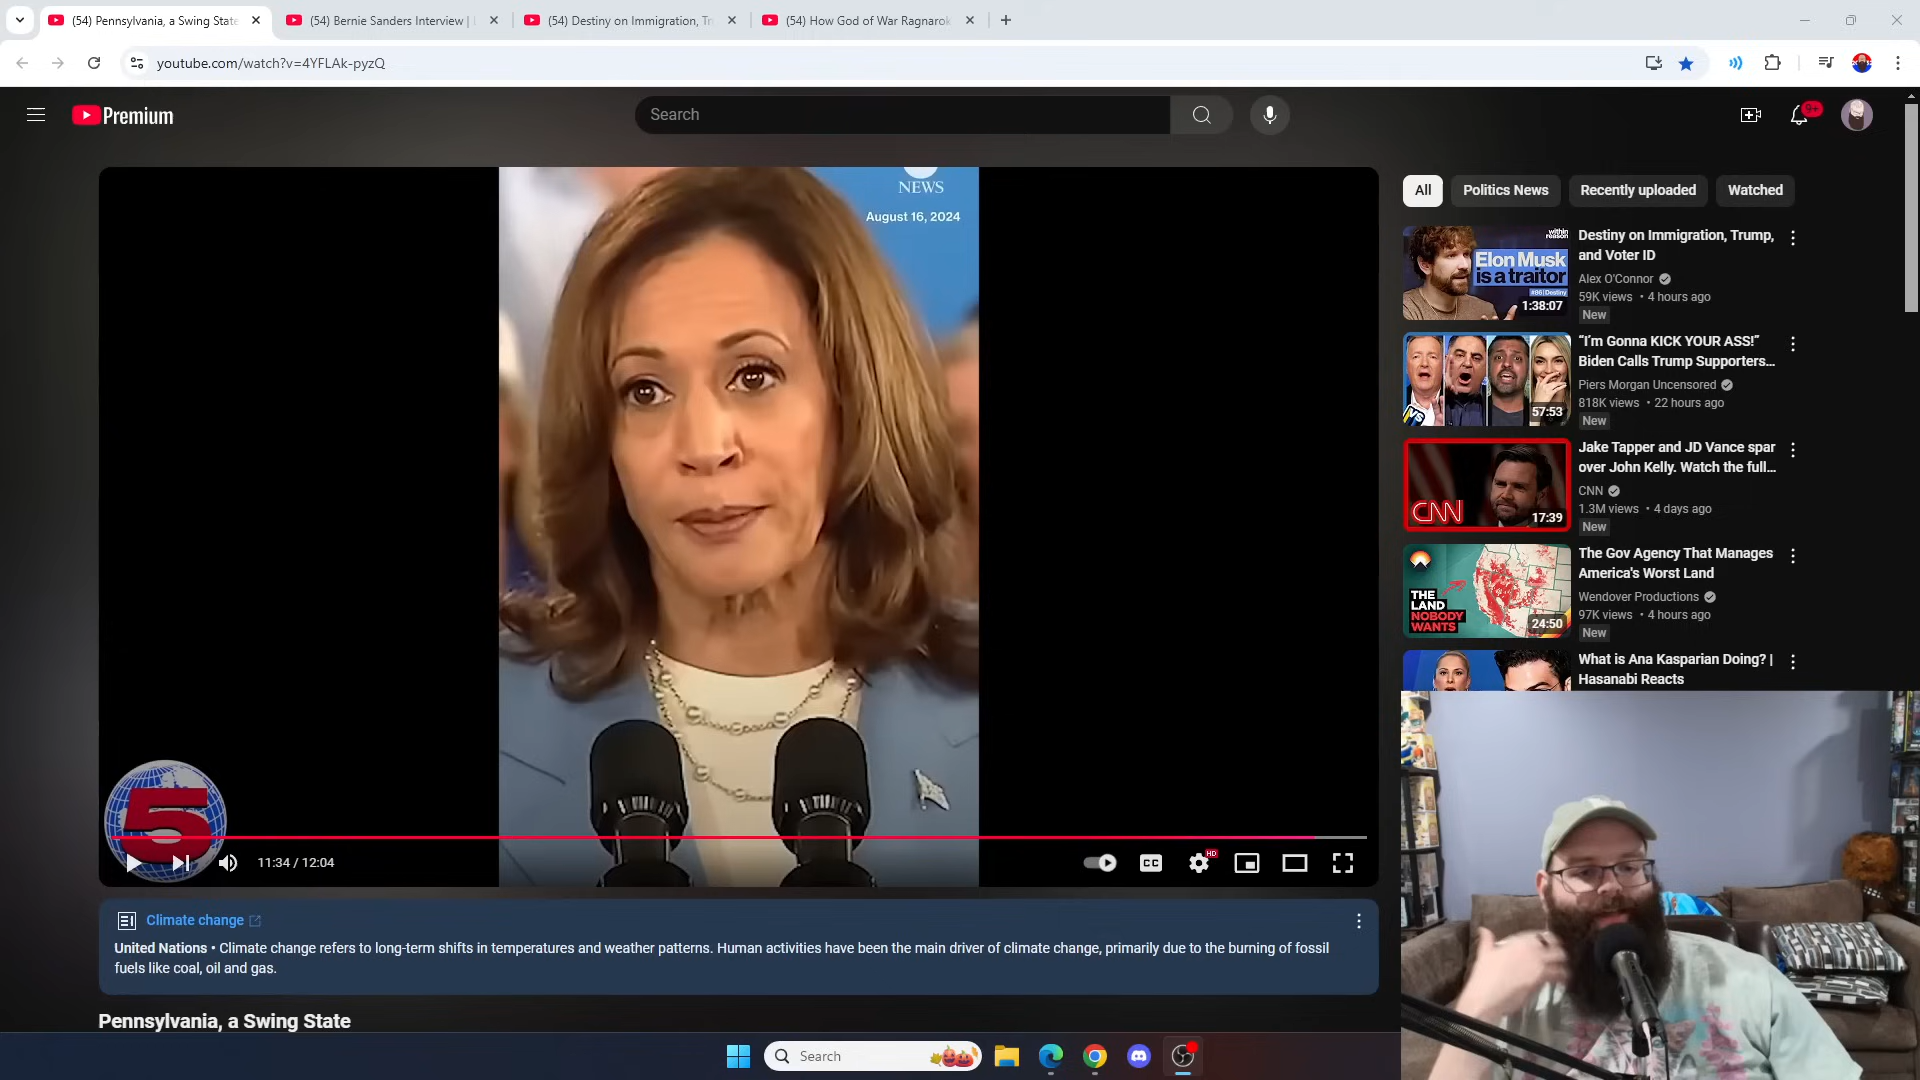 (54) Pennsylvania, a Swing State
(54) Bernie Sanders Interview |
(54) Destiny on Immigration, Tr
(54) How God of War Ragnarok
youtube.com/watch?v=4YFLAk-pyzQ
Premium
Search
9+
NEWS
August 16, 2024
5
11:34 / 12:04
CC
HD
Climate change
United Nations • Climate change refers to long-term shifts in temperatures and weather patterns. Human activities have been the main driver of climate change, primarily due to the burning of fossil
fuels like coal, oil and gas.
Pennsylvania, a Swing State
All
Politics News
Recently uploaded
Watched
within
reason
Elon Musk
is a traitor
#86|Destiny
1:38:07
Destiny on Immigration, Trump,
and Voter ID
Alex O'Connor
59K views • 4 hours ago
New
VS
57:53
“I’m Gonna KICK YOUR ASS!”
Biden Calls Trump Supporters...
Piers Morgan Uncensored
818K views • 22 hours ago
New
CNN
17:39
Jake Tapper and JD Vance spar
over John Kelly. Watch the full...
CNN
1.3M views • 4 days ago
New
THE
LAND
NOBODY
WANTS
24:50
The Gov Agency That Manages
America's Worst Land
Wendover Productions
97K views • 4 hours ago
New
What is Ana Kasparian Doing? |
Hasanabi Reacts
Search